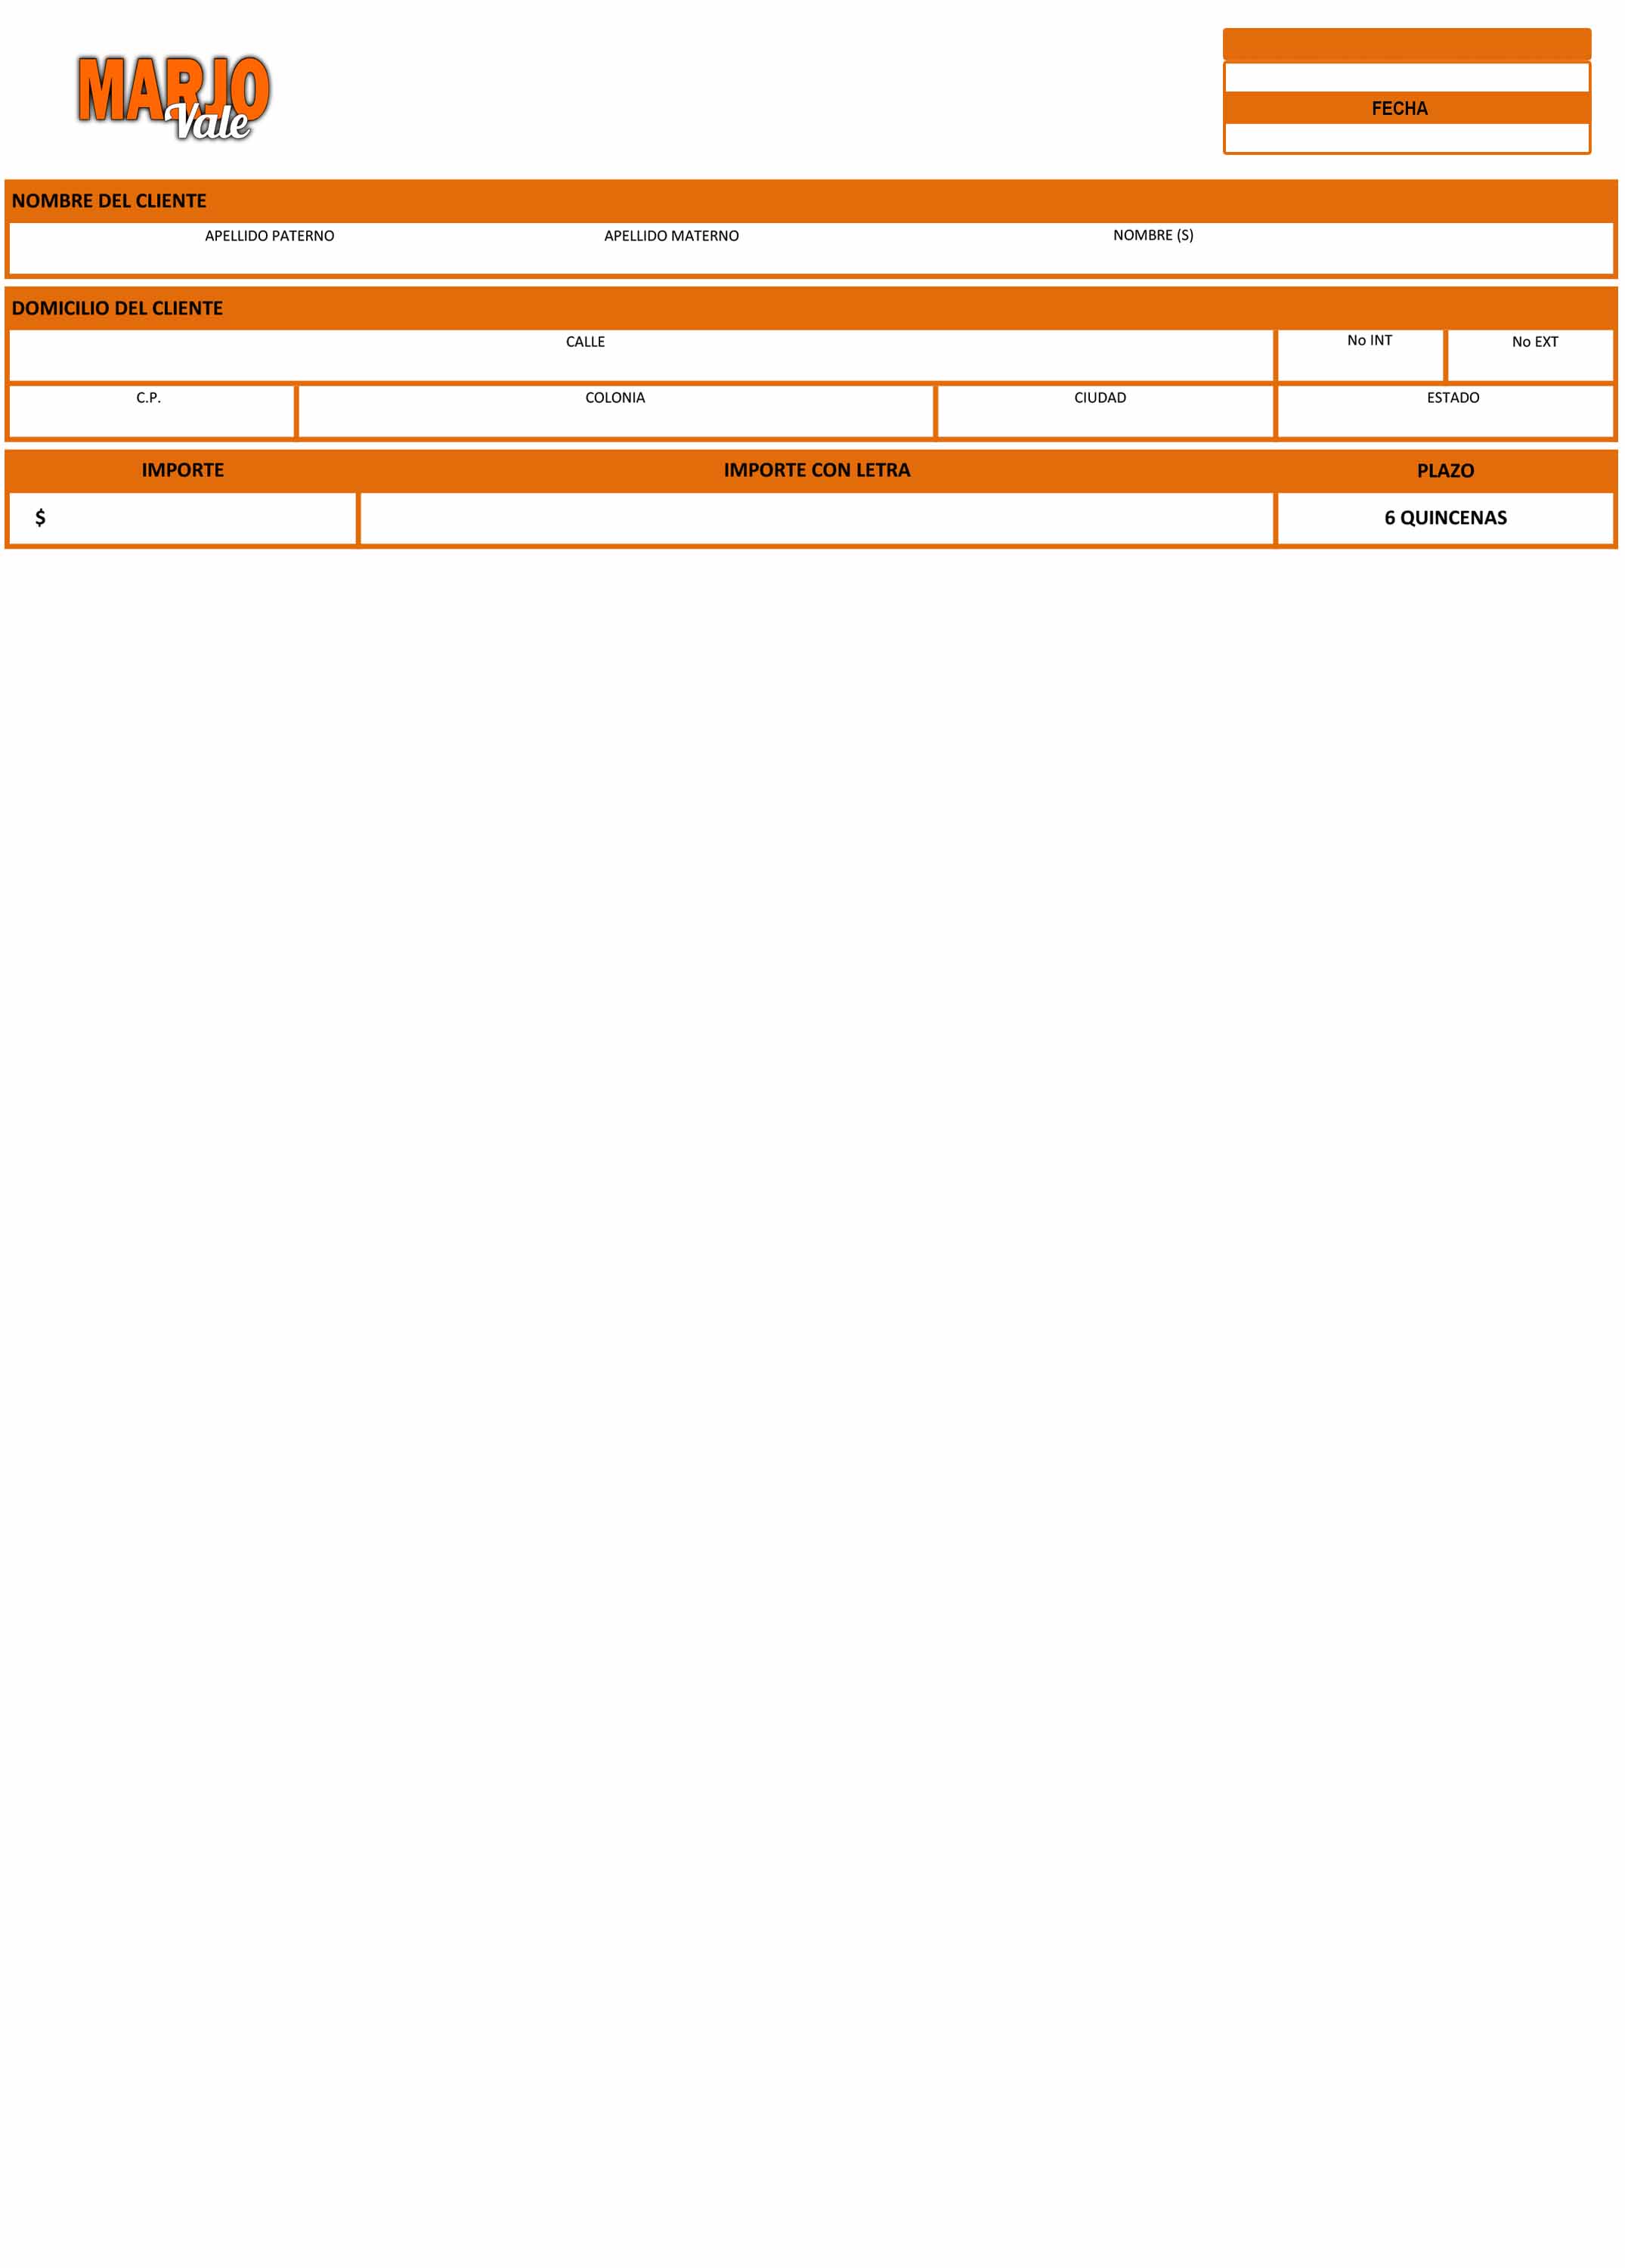 MARJO
Vale
FECHA
NOMBRE DEL CLIENTE
APELLIDO PATERNO APELLIDO MATERNO NOMBRE (S)
DOMICILIO DEL CLIENTE
CALLE No INT No EXT
C.P. COLONIA CIUDAD ESTADO
IMPORTE IMPORTE CON LETRA PLAZO
$ 6 QUINCENAS